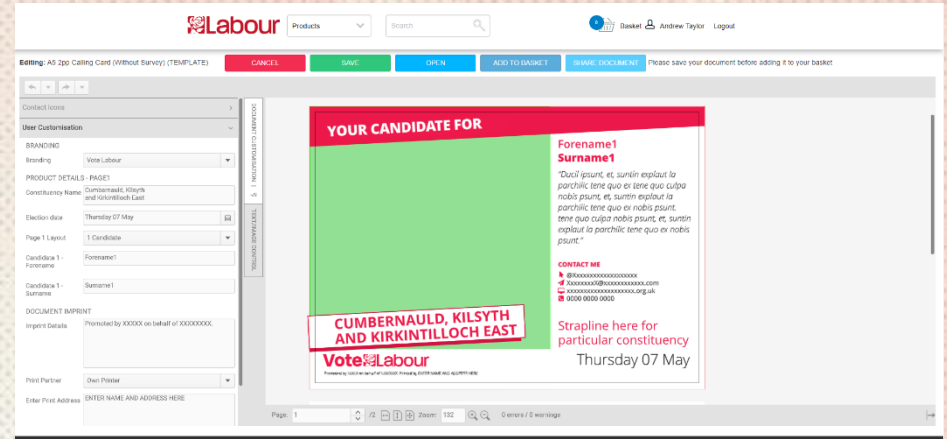 Labour
Products
Search
0
Basket
Andrew Taylor
Logout
Editing: A5 2pp Calling Card (Without Survey) (TEMPLATE)
CANCEL
SAVE
OPEN
ADD TO BASKET
SHARE DOCUMENT
Please save your document before adding it to your basket
Contact Icons
User Customisation
BRANDING
Branding
Vote Labour
PRODUCT DETAILS - PAGE1
Constituency Name
Cumbernauld, Kilsyth
and Kirkintilloch East
Election date
Thursday 07 May
Page 1 Layout
1 Candidate
Candidate 1 -
Forename
Forename1
Candidate 1 -
Surname
Surname1
DOCUMENT IMPRINT
Imprint Details
Promoted by XXXXX on behalf of XXXXXXXX.
Print Partner
Own Printer
Enter Print Address
ENTER NAME AND ADDRESS HERE
DOCUMENT CUSTOMISATION
TEXT/IMAGE CONTROL
YOUR CANDIDATE FOR
Forename1
Surname1
"Ducil ipsunt, et, suntin explaut la
parchilic tene quo ex tene quo culpa
nobis psunt, et, suntin explaut la
parchilic tene quo ex nobis psunt,
tene quo culpa nobis psunt, et, suntin
explaut la parchilic tene quo ex nobis
psunt."
CONTACT ME
0000 0000 0000
CUMBERNAULD, KILSYTH
AND KIRKINTILLOCH EAST
Strapline here for
particular constituency
Vote Labour
Thursday 07 May
Page: 1
/2
Zoom: 132
0 errors / 0 warnings